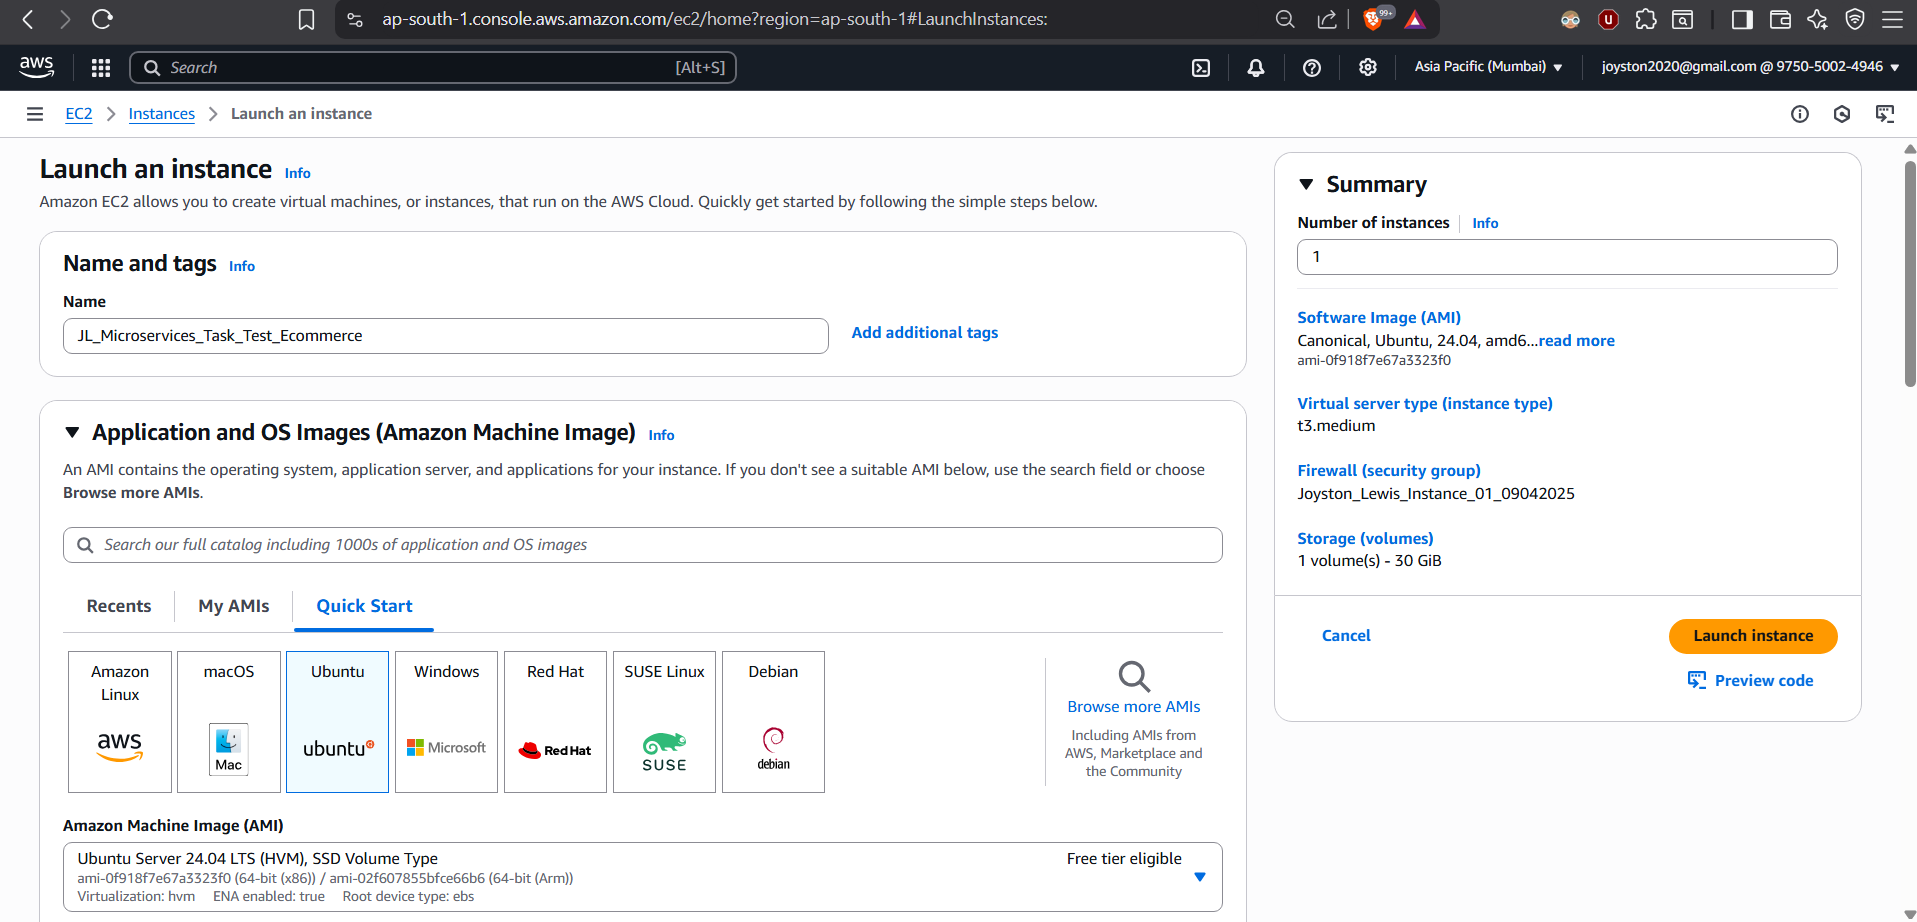 ap-south-1.console.aws.amazon.com/ec2/home?region=ap-south-1#LaunchInstances:
99+
U
aws
Search
[Alt+S]
Asia Pacific (Mumbai)
joyston2020@gmail.com @ 9750-5002-4946
EC2
Instances
Launch an instance
Launch an instance Info
Amazon EC2 allows you to create virtual machines, or instances, that run on the AWS Cloud. Quickly get started by following the simple steps below.
Name and tags Info
Name
JL_Microservices_Task_Test_Ecommerce
Add additional tags
Application and OS Images (Amazon Machine Image) Info
An AMI contains the operating system, application server, and applications for your instance. If you don't see a suitable AMI below, use the search field or choose
Browse more AMIs.
Search our full catalog including 1000s of application and OS images
Recents
My AMIs
Quick Start
Amazon
Linux
aws
macOS
Mac
Ubuntu
ubuntu
Windows
Microsoft
Red Hat
Red Hat
SUSE Linux
SUSE
Debian
debian
Browse more AMIs
Including AMIs from
AWS, Marketplace and
the Community
Amazon Machine Image (AMI)
Ubuntu Server 24.04 LTS (HVM), SSD Volume Type
Free tier eligible
ami-0f918f7e67a3323f0 (64-bit (x86)) / ami-02f607855bfce66b6 (64-bit (Arm))
Virtualization: hvm ENA enabled: true Root device type: ebs
Summary
Number of instances Info
1
Software Image (AMI)
Canonical, Ubuntu, 24.04, amd6...read more
ami-0f918f7e67a3323f0
Virtual server type (instance type)
t3.medium
Firewall (security group)
Joyston_Lewis_Instance_01_09042025
Storage (volumes)
1 volume(s) - 30 GiB
Cancel
Launch instance
Preview code